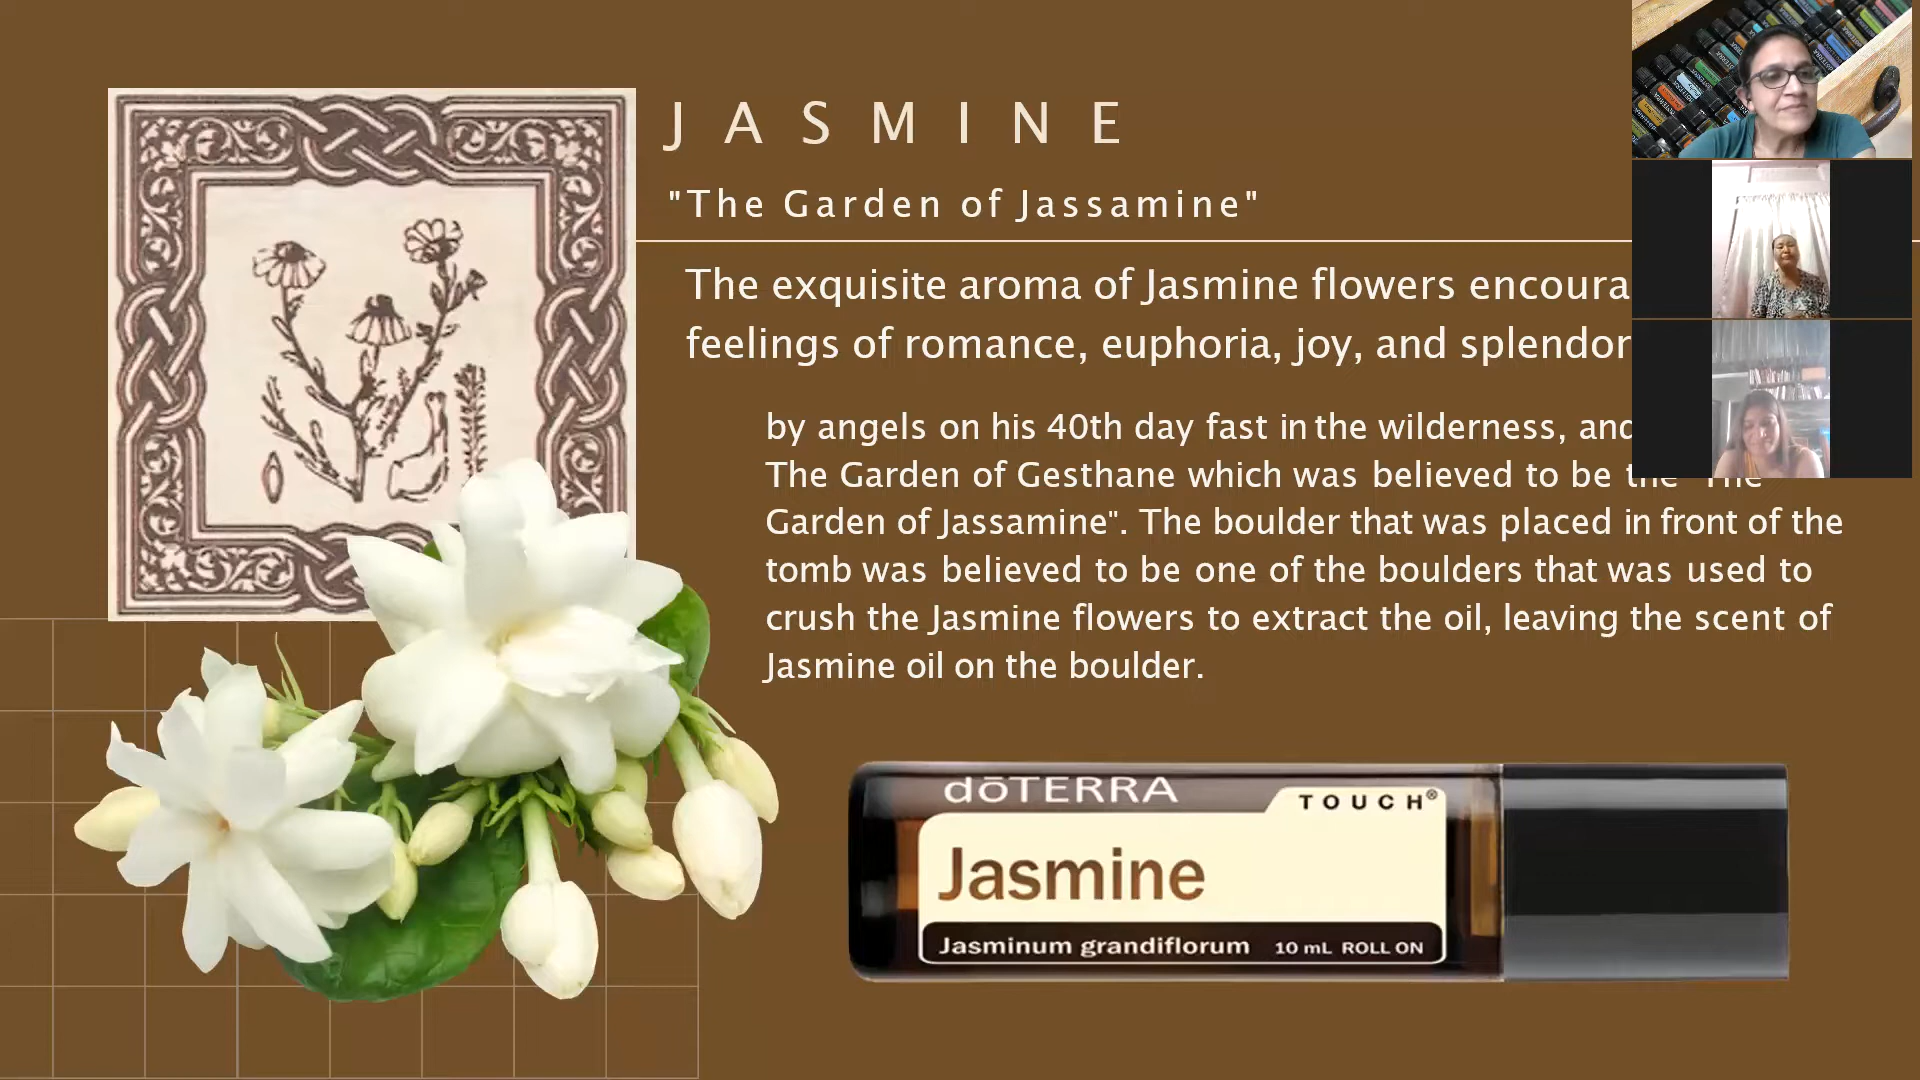 JASMINE
"The Garden of Jassamine"
The exquisite aroma of Jasmine flowers encoura
feelings of romance, euphoria, joy, and splendor
by angels on his 40th day fast in the wilderness, and
The Garden of Gesthane which was believed to be the "The
Garden of Jassamine". The boulder that was placed in front of the
tomb was believed to be one of the boulders that was used to
crush the Jasmine flowers to extract the oil, leaving the scent of
Jasmine oil on the boulder.
dōTERRA
TOUCH®
Jasmine
Jasminum grandiflorum 10 mL ROLL ON